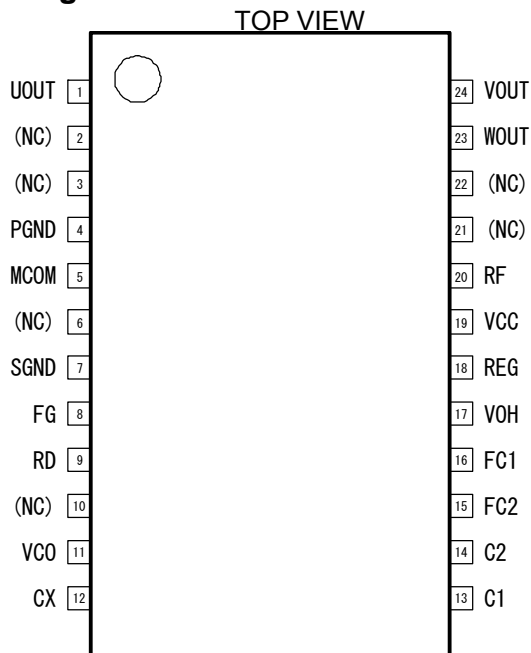 g
TOP VIEW
UOUT 1
(NC) 2
(NC) 3
PGND 4
MCOM 5
(NC) 6
SGND 7
FG 8
RD 9
(NC) 10
VCO 11
CX 12
24 VOUT
23 WOUT
22 (NC)
21 (NC)
20 RF
19 VCC
18 REG
17 VOH
16 FC1
15 FC2
14 C2
13 C1